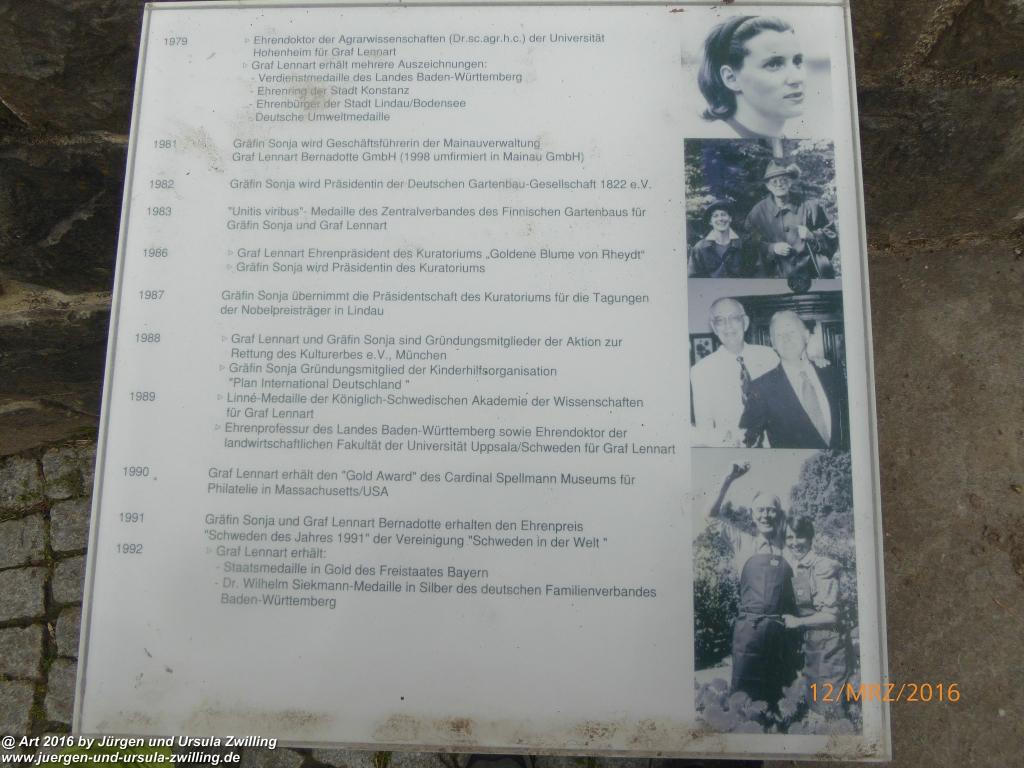 1979 ▷ Ehrendoktor der Agrarwissenschaften (Dr.sc.agr.h.c.) der Universität
Hohenheim für Graf Lennart
▷ Graf Lennart erhält mehrere Auszeichnungen:
- Verdienstmedaille des Landes Baden-Württemberg
- Ehrenring der Stadt Konstanz
- Ehrenbürger der Stadt Lindau/Bodensee
- Deutsche Umweltmedaille
1981 Gräfin Sonja wird Geschäftsführerin der Mainauverwaltung
Graf Lennart Bernadotte GmbH (1998 umfirmiert in Mainau GmbH)
1982 Gräfin Sonja wird Präsidentin der Deutschen Gartenbau-Gesellschaft 1822 e.V.
1983 "Unitis viribus"- Medaille des Zentralverbandes des Finnischen Gartenbaus für
Gräfin Sonja und Graf Lennart
1986 ▷ Graf Lennart Ehrenpräsident des Kuratoriums „Goldene Blume von Rheydt“
▷ Gräfin Sonja wird Präsidentin des Kuratoriums
1987 Gräfin Sonja übernimmt die Präsidentschaft des Kuratoriums für die Tagungen
der Nobelpreisträger in Lindau
1988 ▷ Graf Lennart und Gräfin Sonja sind Gründungsmitglieder der Aktion zur
Rettung des Kulturerbes e.V., München
▷ Gräfin Sonja Gründungsmitglied der Kinderhilfsorganisation
"Plan International Deutschland "
1989 ▷ Linné-Medaille der Königlich-Schwedischen Akademie der Wissenschaften
für Graf Lennart
▷ Ehrenprofessur des Landes Baden-Württemberg sowie Ehrendoktor der
landwirtschaftlichen Fakultät der Universität Uppsala/Schweden für Graf Lennart
1990 Graf Lennart erhält den "Gold Award" des Cardinal Spellmann Museums für
Philatelie in Massachusetts/USA
1991 Gräfin Sonja und Graf Lennart Bernadotte erhalten den Ehrenpreis
"Schweden des Jahres 1991" der Vereinigung "Schweden in der Welt "
1992 ▷ Graf Lennart erhält:
- Staatsmedaille in Gold des Freistaates Bayern
- Dr. Wilhelm Siekmann-Medaille in Silber des deutschen Familienverbandes
Baden-Württemberg
12/MRZ/2016
@ Art 2016 by Jürgen und Ursula Zwilling
www.juergen-und-ursula-zwilling.de